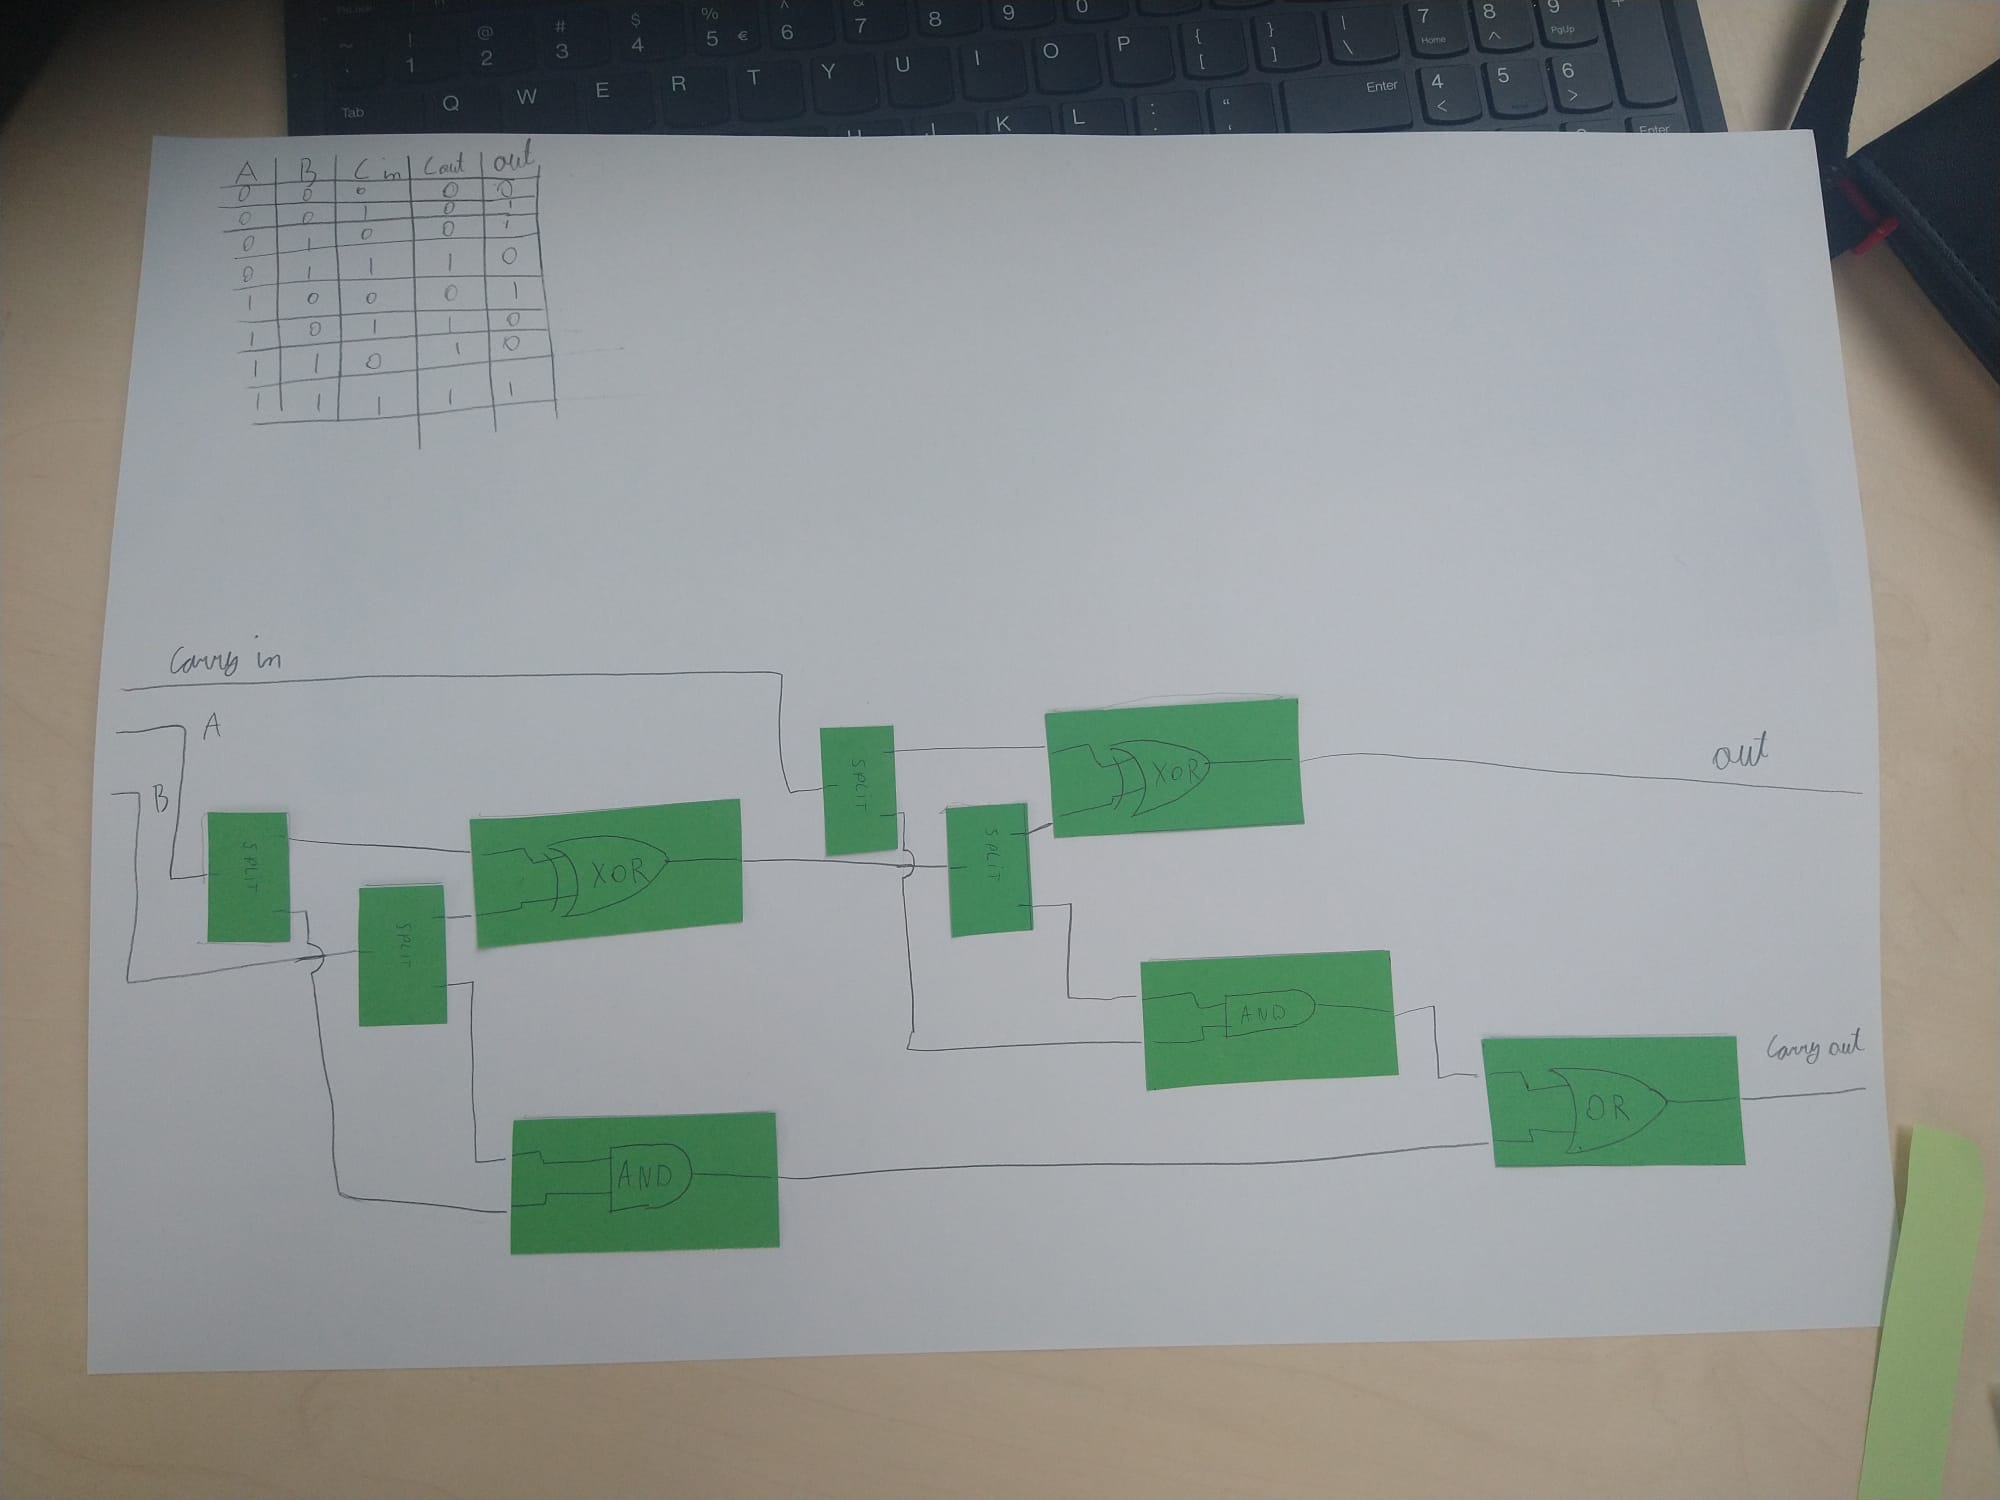 ! 1 @ 2 # 3 $ 4 % 5 € 6 & 7 8 9 0 7 Home 8 9 PgUp
Tab Q W E R T Y U I O P { [ } ] | \ Enter 4 < 5 6 >
K L : ; “ ‘ Enter
A B C in Cout out
0 0 0 0 0
0 0 1 0 1
0 1 0 0 1
0 1 1 1 0
1 0 0 0 1
1 0 1 1 0
1 1 0 1 0
1 1 1 1 1
Carry in
A
B
SPLIT
SPLIT
XOR
SPLIT
SPLIT
XOR
out
AND
AND
OR
Carry out